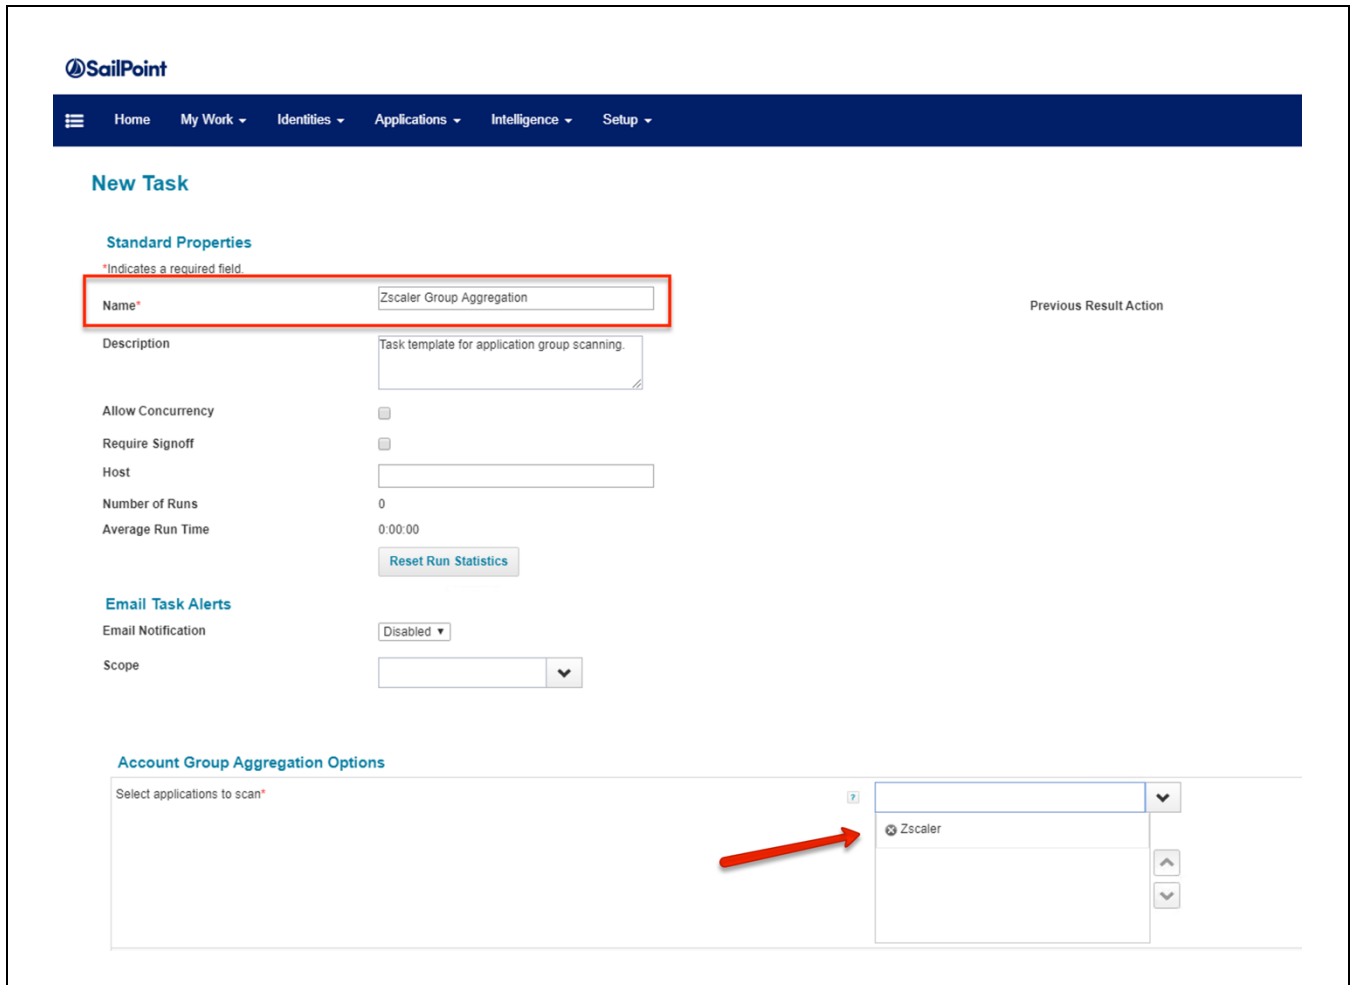 SailPoint
Home My Work Identities Applications Intelligence Setup
New Task
Standard Properties
*Indicates a required field.
Name* Zscaler Group Aggregation Previous Result Action
Description Task template for application group scanning.
Allow Concurrency
Require Signoff
Host
Number of Runs 0
Average Run Time 0:00:00
Reset Run Statistics
Email Task Alerts
Email Notification Disabled
Scope
Account Group Aggregation Options
Select applications to scan* ?
Zscaler